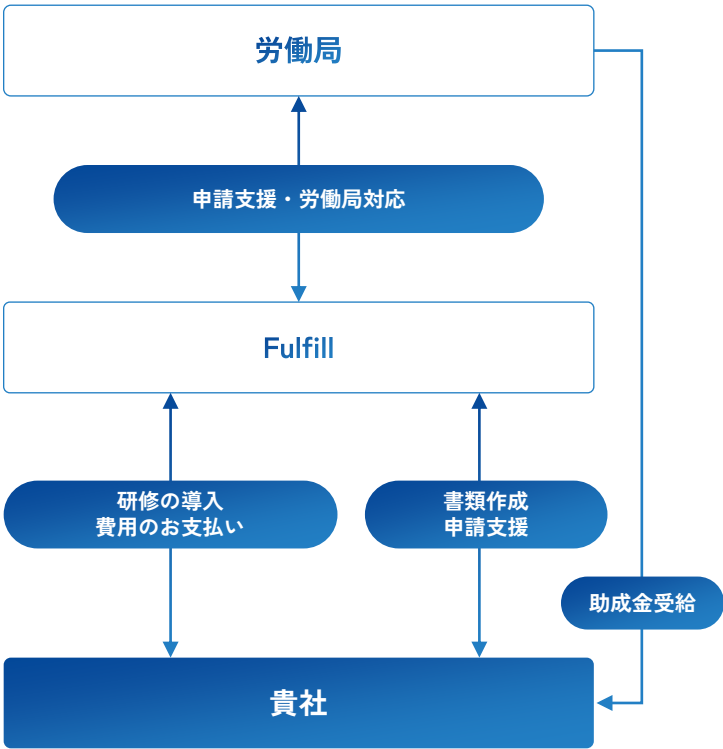 労働局
申請支援・労働局対応
Fulfill
研修の導入
費用のお支払い
書類作成
申請支援
助成金受給
貴社